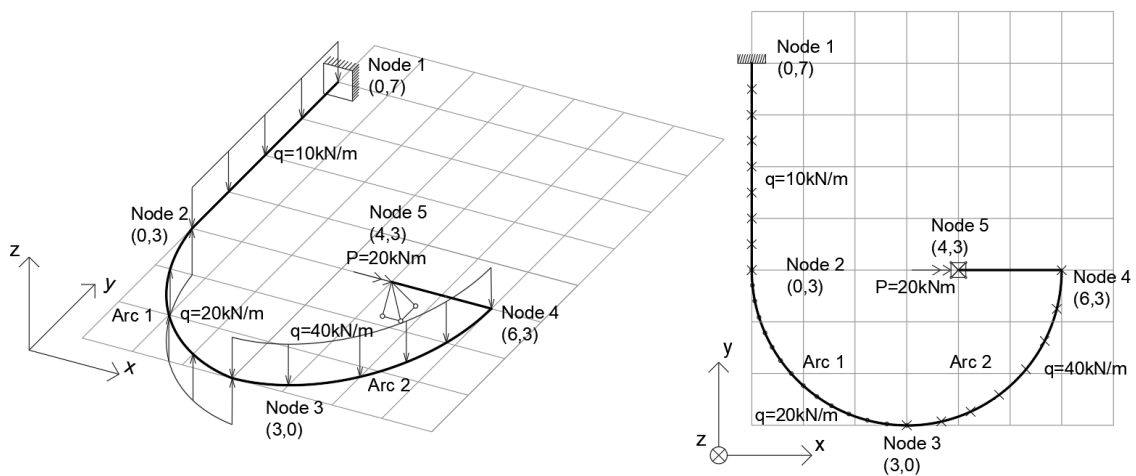 Node 1
(0,7)
q=10kN/m
Node 2
(0,3)
Node 5
(4,3)
P=20kNm
z
y
x
Arc 1
q=20kN/m
q=40kN/m
Node 4
(6,3)
Arc 2
Node 3
(3,0)
Node 1
(0,7)
q=10kN/m
Node 5
(4,3)
Node 2
(0,3)
P=20kNm
Node 4
(6,3)
y
Arc 1
Arc 2
q=40kN/m
q=20kN/m
z
x
Node 3
(3,0)